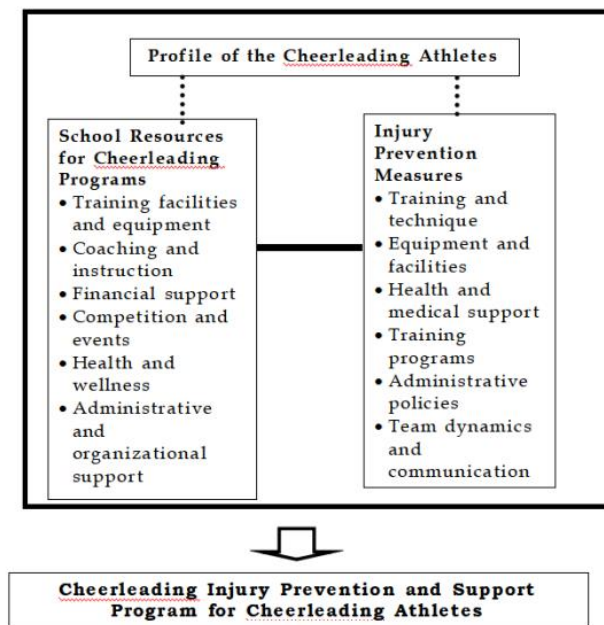 Profile of the Cheerleading Athletes
School Resources
for Cheerleading
Programs
• Training facilities
and equipment
• Coaching and
instruction
• Financial support
• Competition and
events
• Health and
wellness
• Administrative
and
organizational
support
Injury
Prevention
Measures
• Training and
technique
• Equipment and
facilities
• Health and
medical support
• Training
programs
• Administrative
policies
• Team dynamics
and
communication
Cheerleading Injury Prevention and Support
Program for Cheerleading Athletes